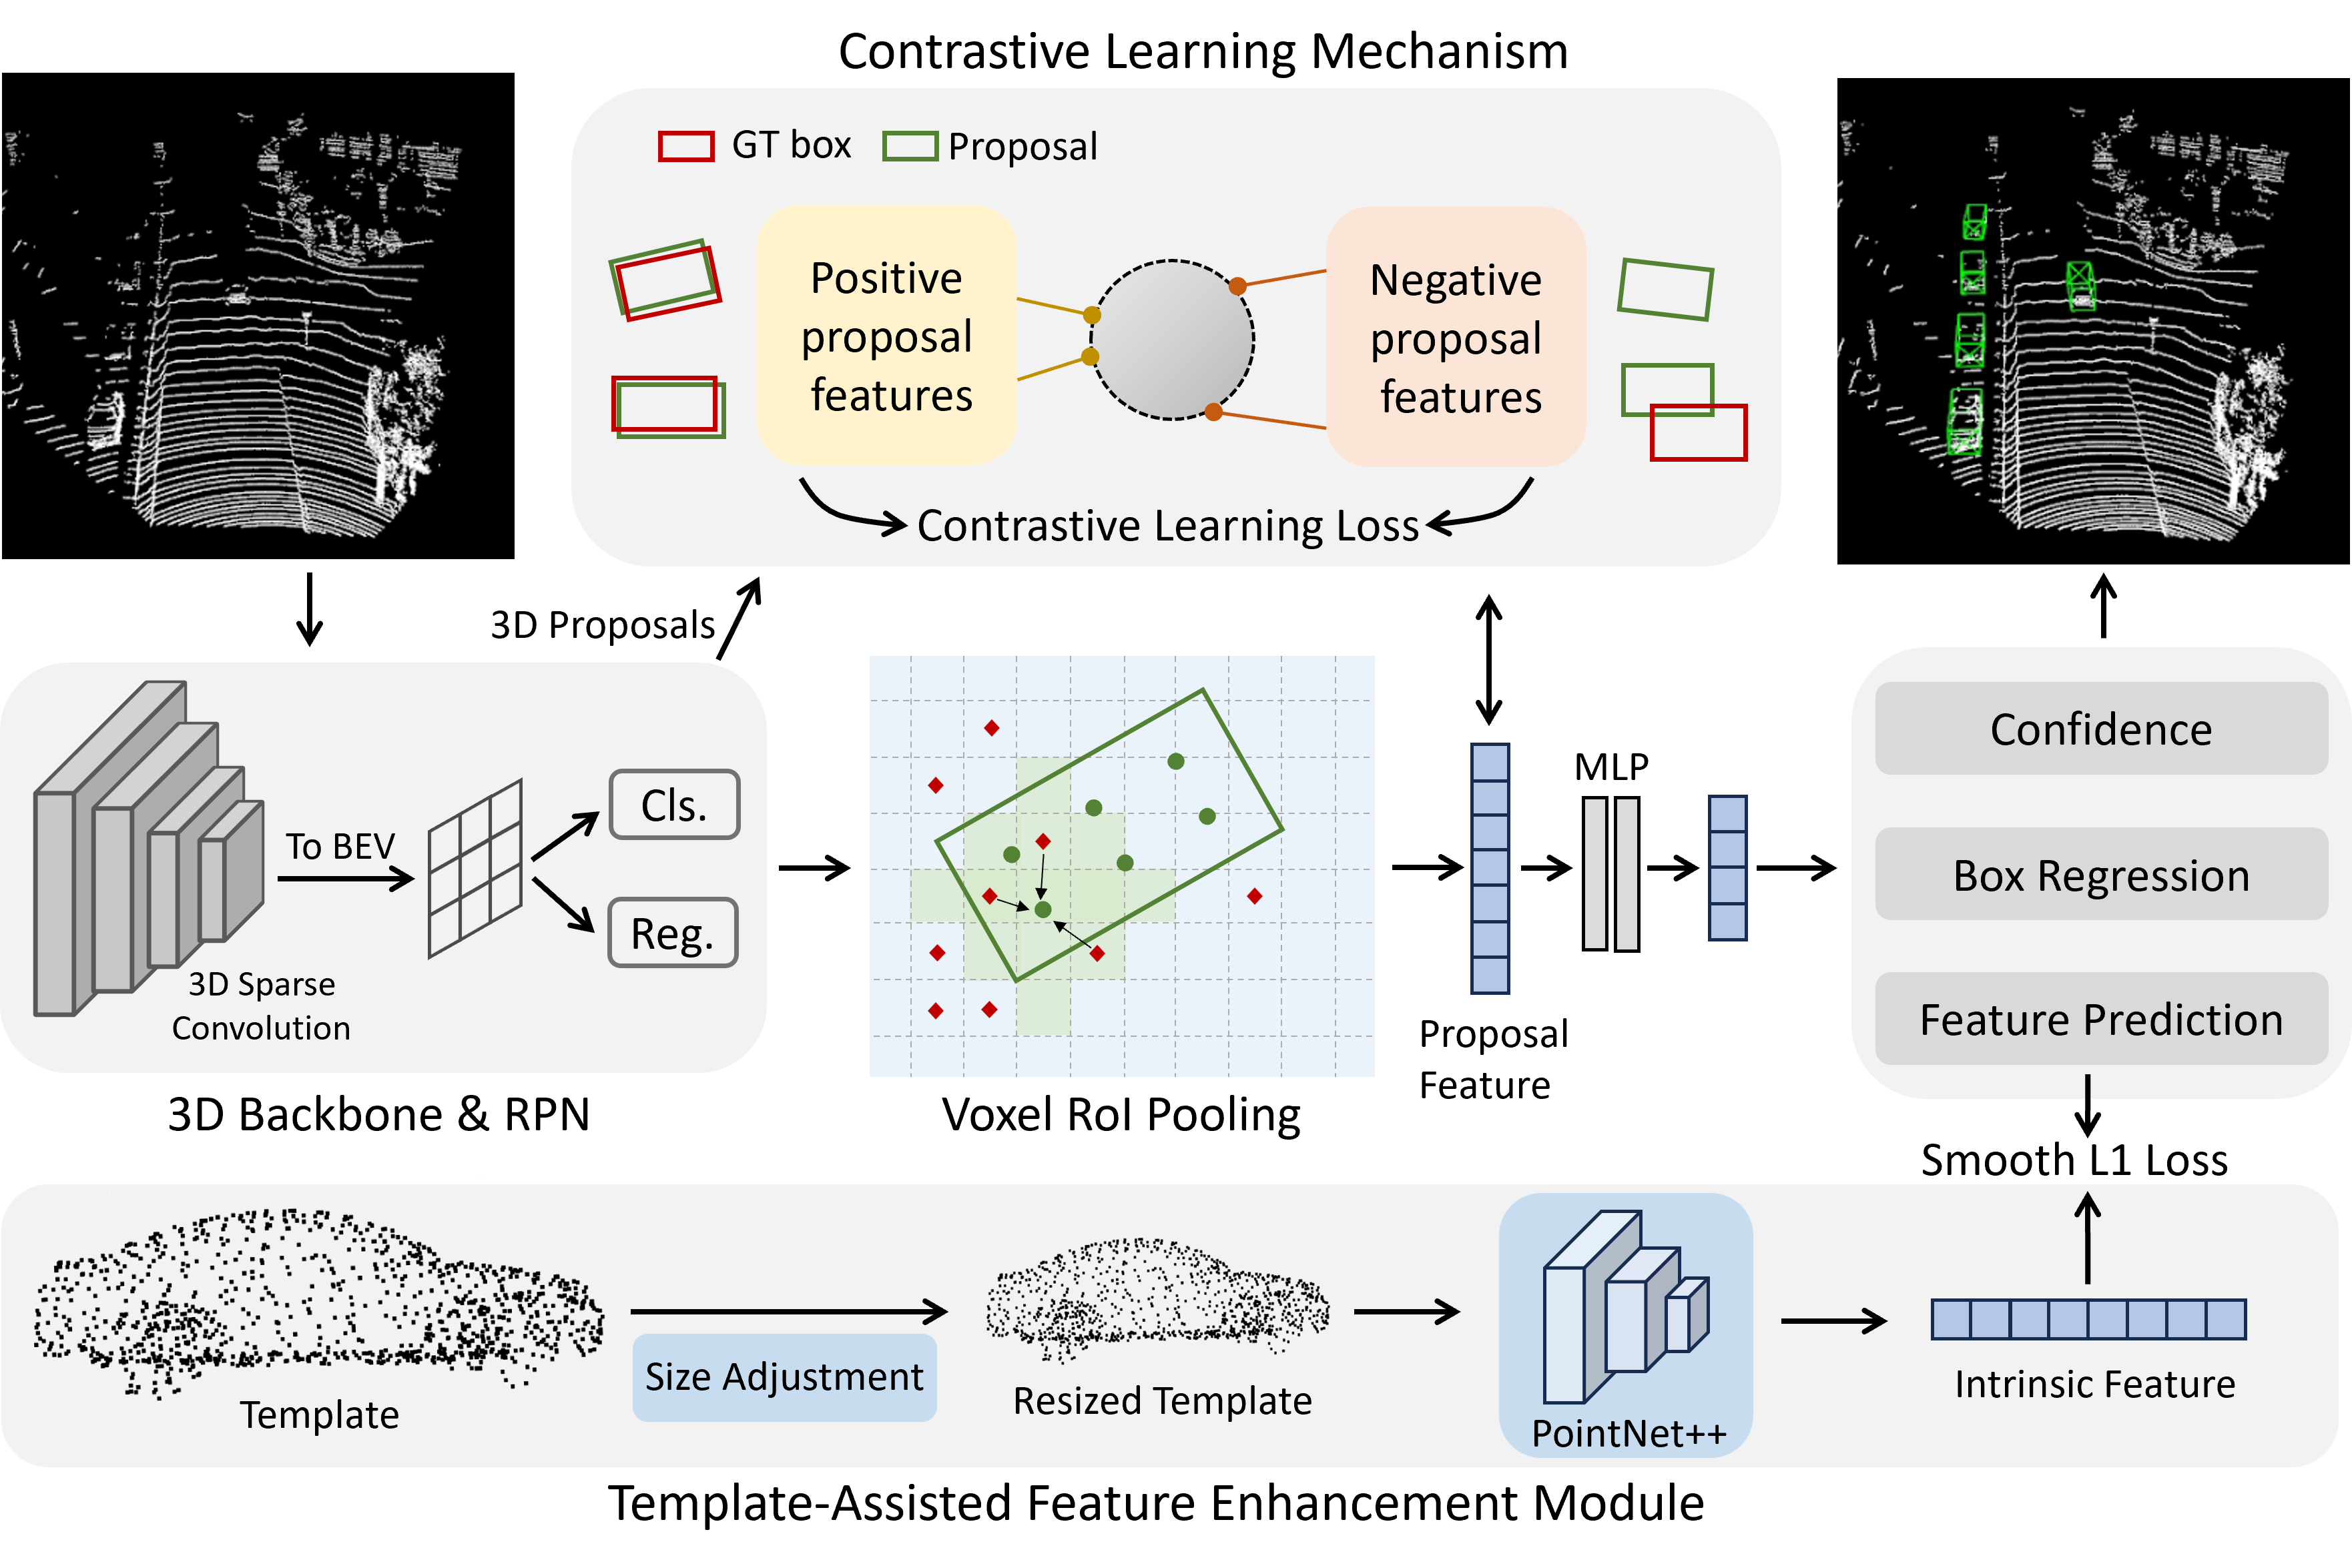 Contrastive Learning Mechanism
GT box
Proposal
Positive
proposal
features
Negative
proposal
features
Contrastive Learning Loss
3D Proposals
To BEV
Cls.
Reg.
3D Sparse
Convolution
3D Backbone & RPN
Voxel RoI Pooling
MLP
Proposal
Feature
Confidence
Box Regression
Feature Prediction
Smooth L1 Loss
Template
Size Adjustment
Resized Template
PointNet++
Intrinsic Feature
Template-Assisted Feature Enhancement Module